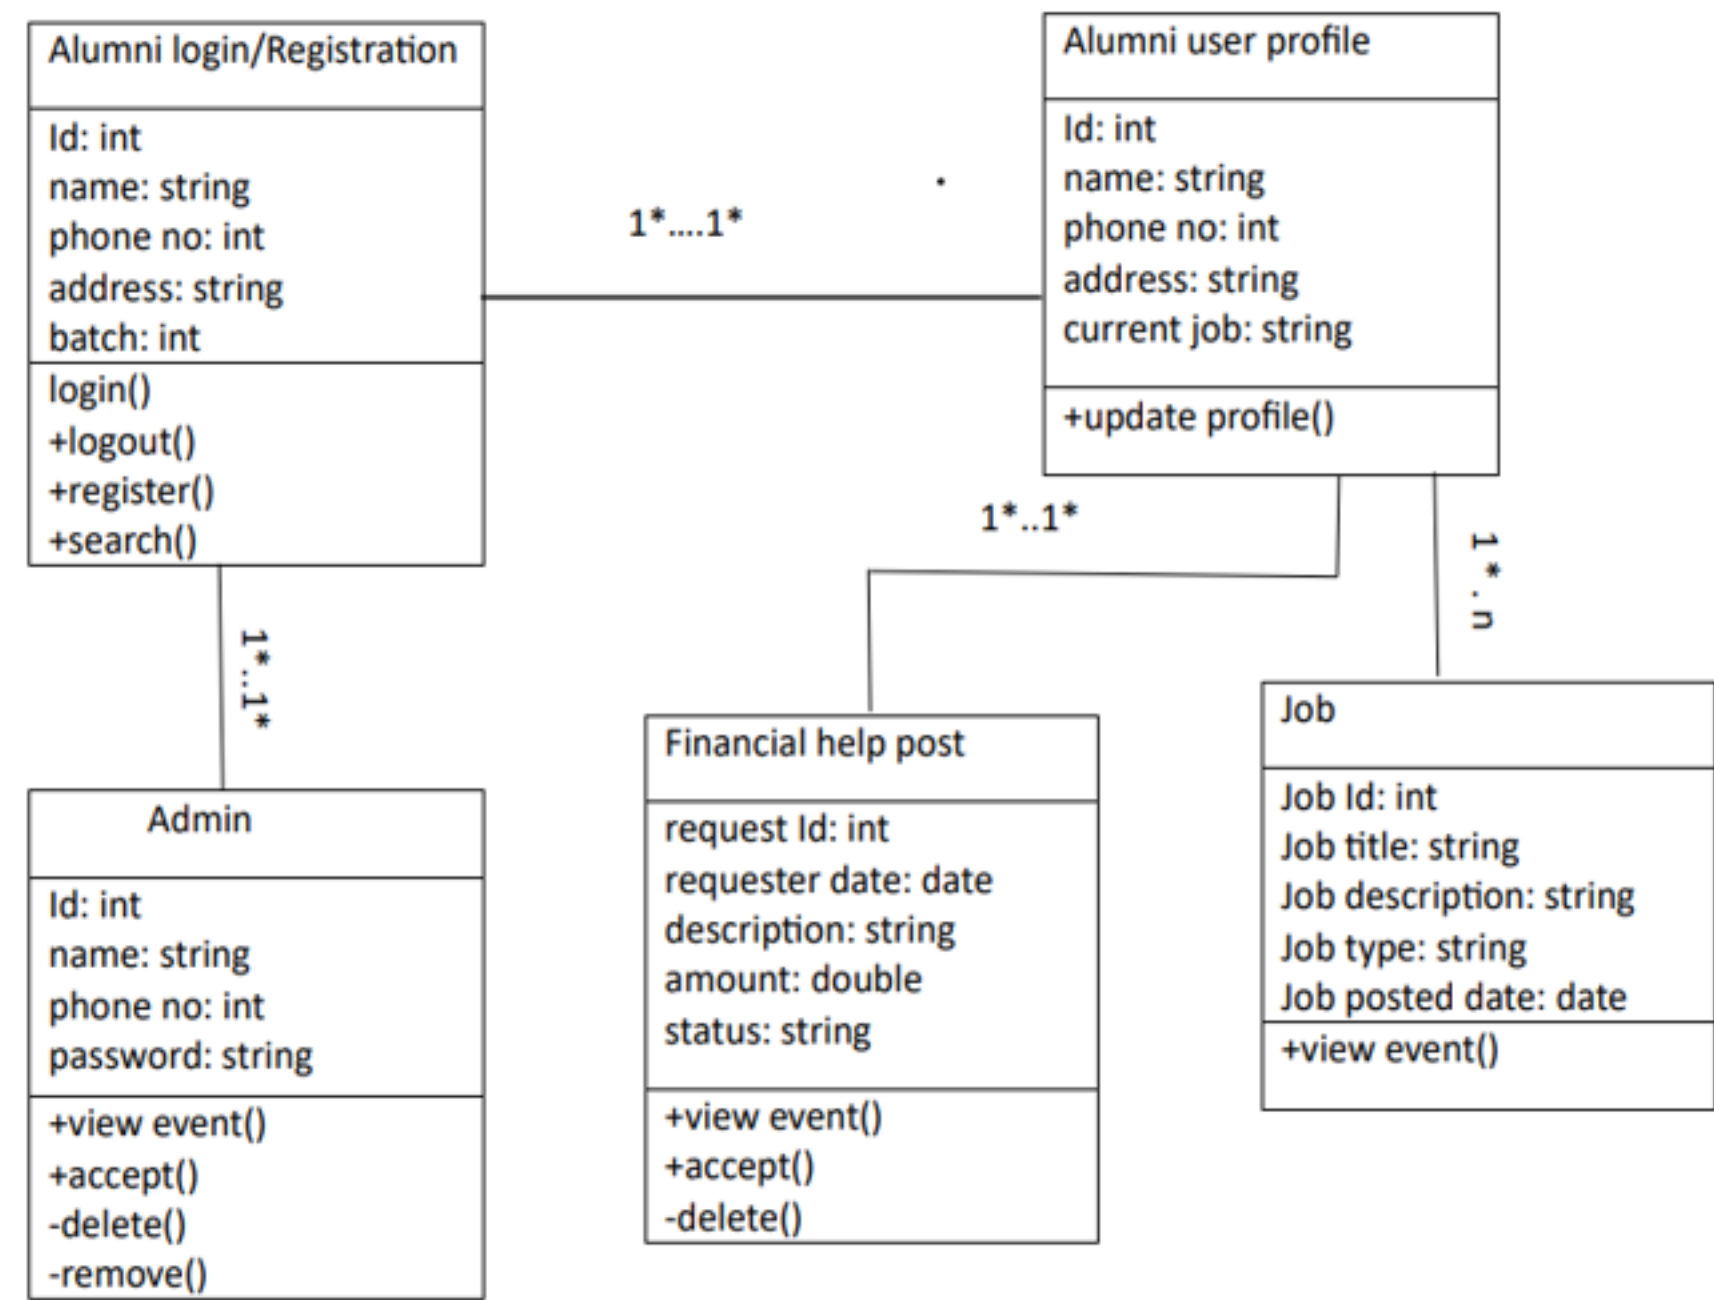 Alumni login/Registration
Id: int
name: string
phone no: int
address: string
batch: int
login()
+logout()
+register()
+search()
1*....1*
Alumni user profile
Id: int
name: string
phone no: int
address: string
current job: string
+update profile()
1*..1*
1*..1*
1*.n
Admin
Id: int
name: string
phone no: int
password: string
+view event()
+accept()
-delete()
-remove()
Financial help post
request Id: int
requester date: date
description: string
amount: double
status: string
+view event()
+accept()
-delete()
Job
Job Id: int
Job title: string
Job description: string
Job type: string
Job posted date: date
+view event()